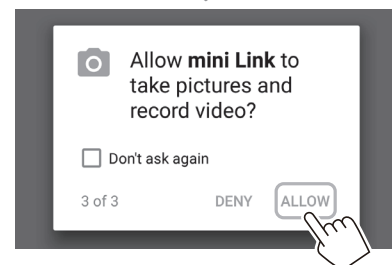 Allow mini Link to
take pictures and
record video?
Don't ask again
3 of 3 DENY ALLOW